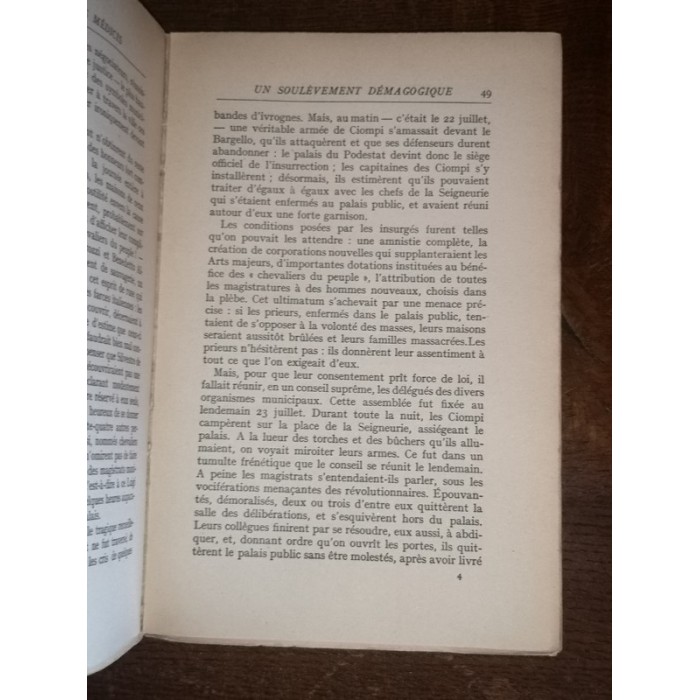 MÉDICIS
UN SOULÈVEMENT DÉMAGOGIQUE 49
bandes d'ivrognes. Mais, au matin — c'était le 22 juillet,
— une véritable armée de Ciompi s'amassait devant le
Bargello, qu'ils attaquèrent et que ses défenseurs durent
abandonner : le palais du Podestat devint donc le siège
officiel de l'insurrection ; les capitaines des Ciompi s'y
installèrent ; désormais, ils estimèrent qu'ils pouvaient
traiter d'égaux à égaux avec les chefs de la Seigneurie
qui s'étaient enfermés au palais public, et avaient réuni
autour d'eux une forte garnison.
Les conditions posées par les insurgés furent telles
qu'on pouvait les attendre : une amnistie complète, la
création de corporations nouvelles qui supplanteraient les
Arts majeurs, d'importantes dotations instituées au béné-
fice des « chevaliers du peuple », l'attribution de toutes
les magistratures à des hommes nouveaux, choisis dans
la plèbe. Cet ultimatum s'achevait par une menace pré-
cise : si les prieurs, enfermés dans le palais public, ten-
taient de s'opposer à la volonté des masses, leurs maisons
seraient aussitôt brûlées et leurs familles massacrées.Les
prieurs n'hésitèrent pas : ils donnèrent leur assentiment à
tout ce que l'on exigeait d'eux.
Mais, pour que leur consentement prît force de loi, il
fallait réunir, en un conseil suprême, les délégués des divers
organismes municipaux. Cette assemblée fut fixée au
lendemain 23 juillet. Durant toute la nuit, les Ciompi
campèrent sur la place de la Seigneurie, assiégeant le
palais. A la lueur des torches et des bûchers qu'ils allu-
maient, on voyait miroiter leurs armes. Ce fut dans un
tumulte frénétique que le conseil se réunit le lendemain.
A peine les magistrats s'entendaient-ils parler, sous les
vociférations menaçantes des révolutionnaires. Épouvan-
tés, démoralisés, deux ou trois d'entre eux quittèrent la
salle des délibérations, et s'esquivèrent hors du palais.
Leurs collègues finirent par se résoudre, eux aussi, à abdi-
quer, et, donnant ordre qu'on ouvrît les portes, ils quit-
tèrent le palais public sans être molestés, après avoir livré
4